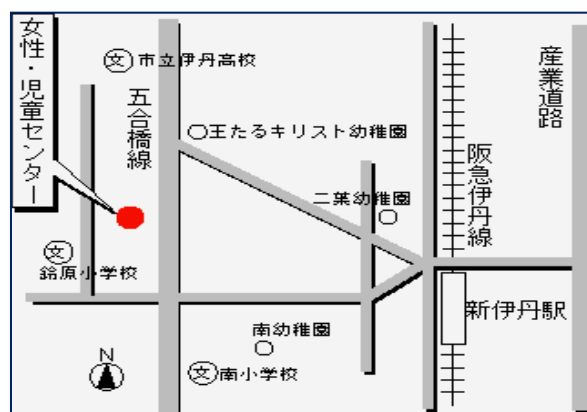 女性・児童センター
文 市立伊丹高校
五合橋線
王たるキリスト幼稚園
二葉幼稚園
阪急伊丹線
産業道路
文
鈴原小学校
新伊丹駅
南幼稚園
文 南小学校
N